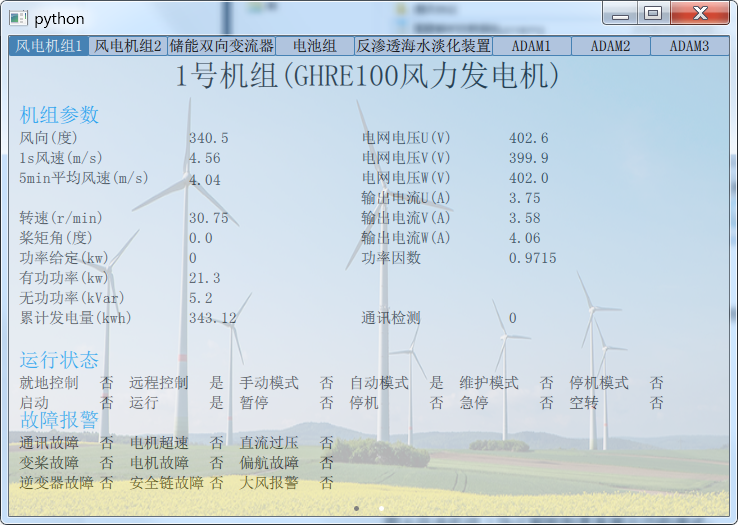 python
风电机组1 风电机组2 储能双向变流器 电池组 反渗透海水淡化装置 ADAM1 ADAM2 ADAM3
1号机组(GHRE100风力发电机)
机组参数
风向(度) 340.5 电网电压U(V) 402.6
1s风速(m/s) 4.56 电网电压V(V) 399.9
5min平均风速(m/s) 4.04 电网电压W(V) 402.0
输出电流U(A) 3.75
转速(r/min) 30.75 输出电流V(A) 3.58
桨矩角(度) 0.0 输出电流W(A) 4.06
功率给定(kw) 0 功率因数 0.9715
有功功率(kw) 21.3
无功功率(kVar) 5.2
累计发电量(kwh) 343.12 通讯检测 0
运行状态
就地控制 否 远程控制 是 手动模式 否 自动模式 是 维护模式 否 停机模式 否
启动 否 运行 是 暂停 否 停机 否 急停 否 空转 否
故障报警
通讯故障 否 电机超速 否 直流过压 否
变桨故障 否 电机故障 否 偏航故障 否
逆变器故障 否 安全链故障 否 大风报警 否